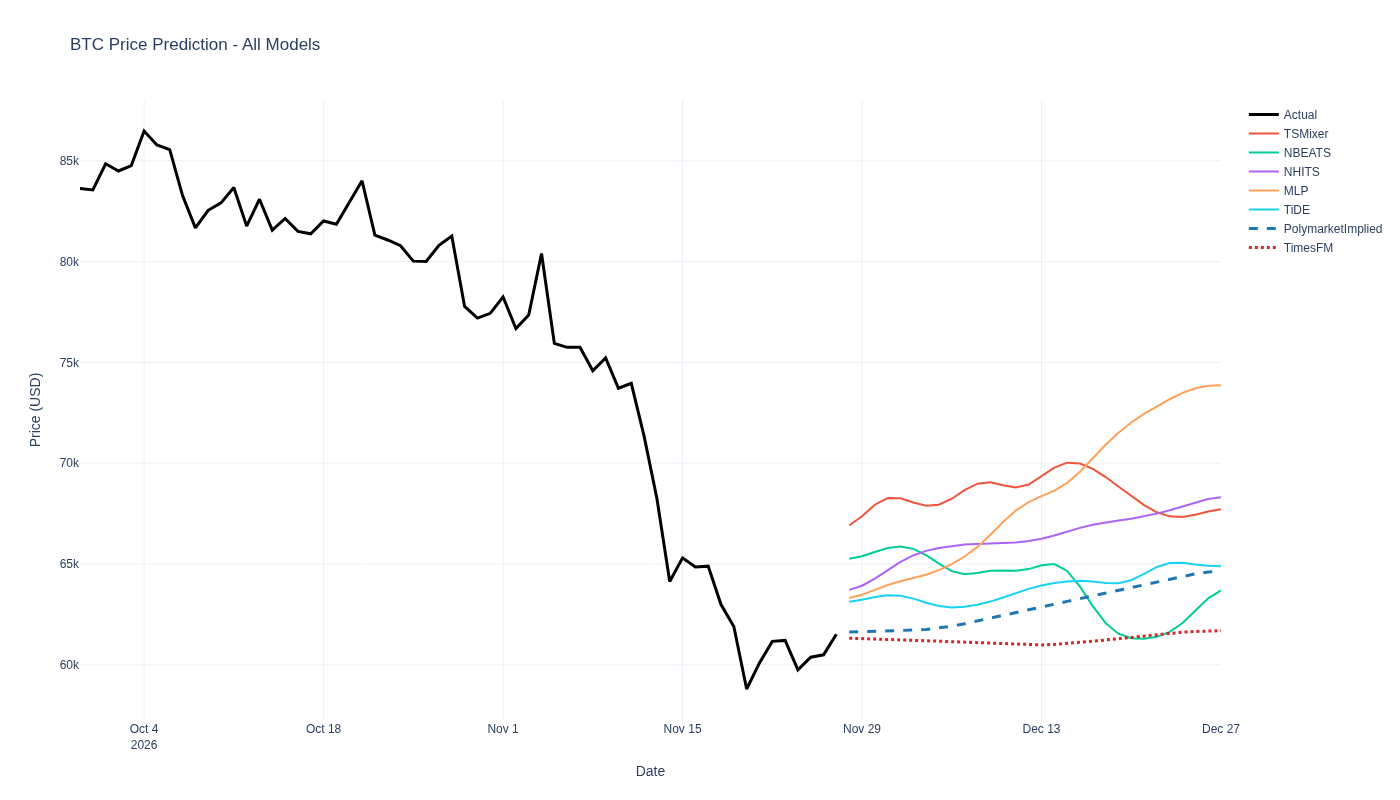 BTC Price Prediction - All Models
Actual
TSMixer
NBEATS
NHITS
MLP
TiDE
PolymarketImplied
TimesFM
85k
80k
75k
70k
65k
60k
Price (USD)
Oct 4
2026
Oct 18
Nov 1
Nov 15
Nov 29
Dec 13
Dec 27
Date